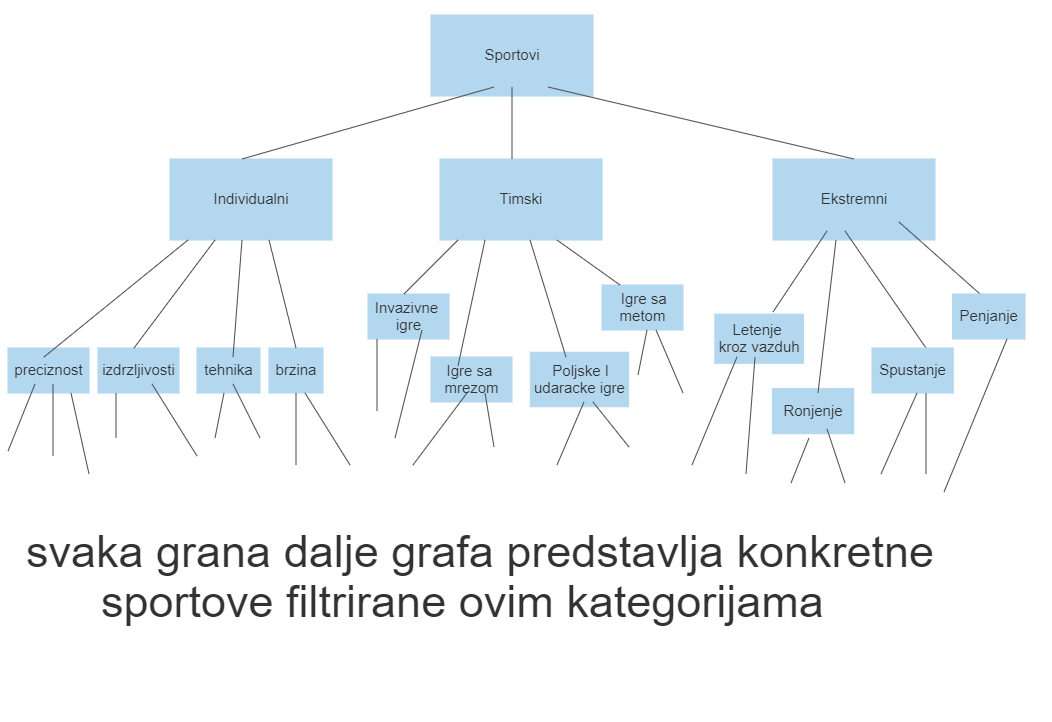 Sportovi
Individualni
Timski
Ekstremni
Invazivne
igre
Igre sa
metom
Letenje
kroz vazduh
Penjanje
preciznost
izdrzljivosti
tehnika
brzina
Igre sa
mrezom
Poljske I
udaracke igre
Spustanje
Ronjenje
svaka grana dalje grafa predstavlja konkretne
sportove filtrirane ovim kategorijama